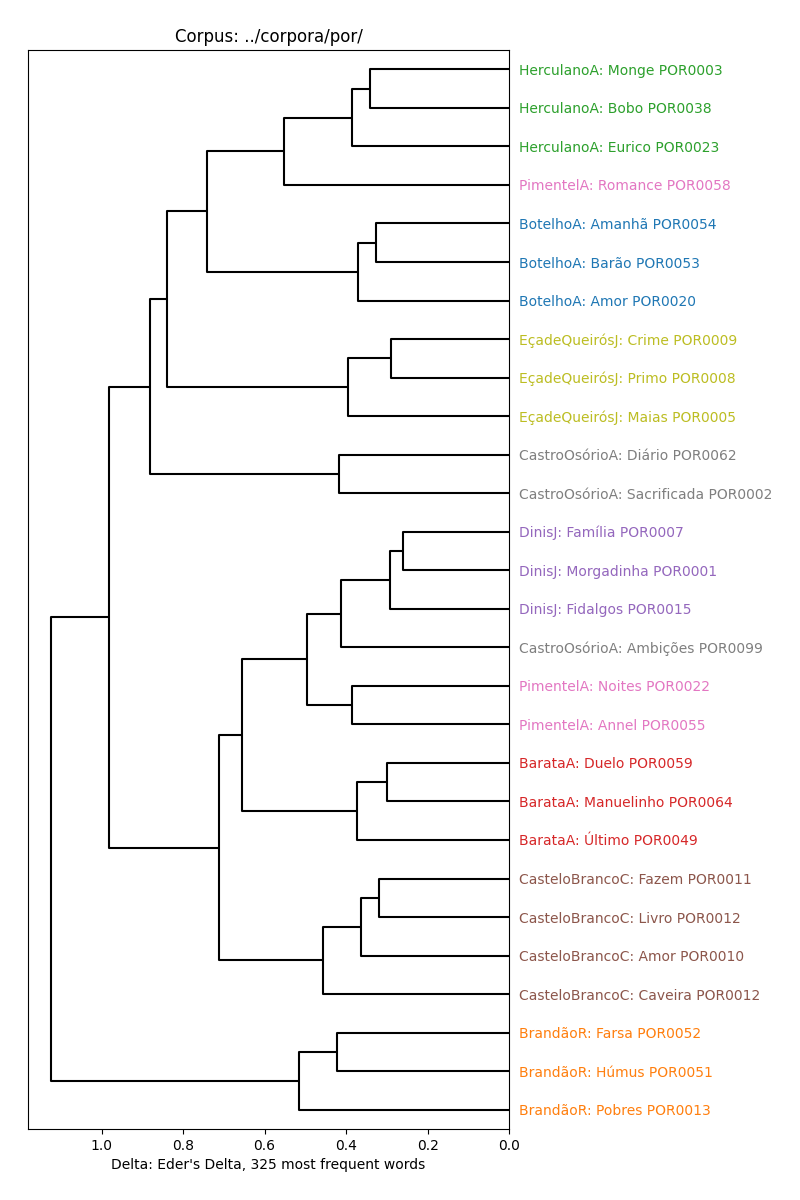 Corpus: ../corpora/por/
HerculanoA: Monge POR0003
HerculanoA: Bobo POR0038
HerculanoA: Eurico POR0023
PimentelA: Romance POR0058
BotelhoA: Amanhã POR0054
BotelhoA: Barão POR0053
BotelhoA: Amor POR0020
EçadeQueirósJ: Crime POR0009
EçadeQueirósJ: Primo POR0008
EçadeQueirósJ: Maias POR0005
CastroOsórioA: Diário POR0062
CastroOsórioA: Sacrificada POR0002
DinisJ: Família POR0007
DinisJ: Morgadinha POR0001
DinisJ: Fidalgos POR0015
CastroOsórioA: Ambições POR0099
PimentelA: Noites POR0022
PimentelA: Annel POR0055
BarataA: Duelo POR0059
BarataA: Manuelinho POR0064
BarataA: Último POR0049
CasteloBrancoC: Fazem POR0011
CasteloBrancoC: Livro POR0012
CasteloBrancoC: Amor POR0010
CasteloBrancoC: Caveira POR0012
BrandãoR: Farsa POR0052
BrandãoR: Húmus POR0051
BrandãoR: Pobres POR0013
1.0 0.8 0.6 0.4 0.2 0.0
Delta: Eder's Delta, 325 most frequent words